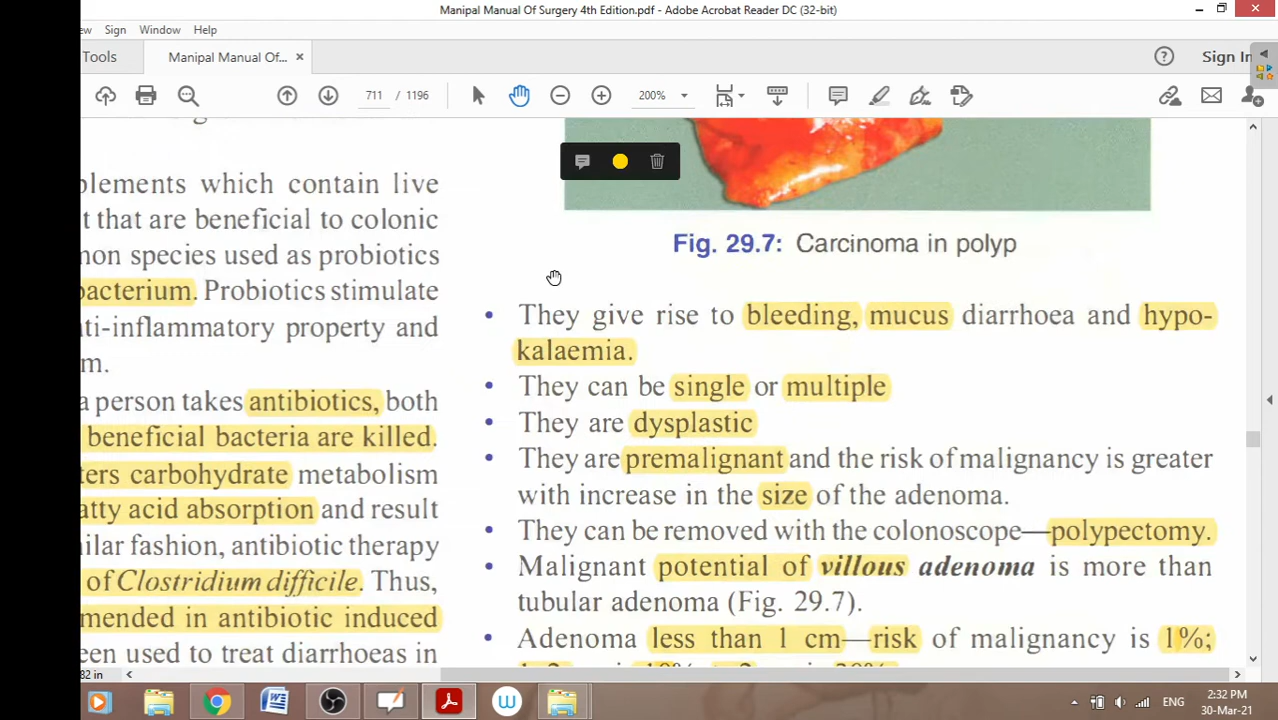 Manipal Manual Of Surgery 4th Edition.pdf - Adobe Acrobat Reader DC (32-bit)
Sign Window Help
Tools Manipal Manual Of... × Sign In
711 / 1196 200%
plements which contain live
t that are beneficial to colonic
non species used as probiotics
bacterium. Probiotics stimulate
nti-inflammatory property and
m.
a person takes antibiotics, both
beneficial bacteria are killed.
ters carbohydrate metabolism
atty acid absorption and result
nilar fashion, antibiotic therapy
of Clostridium difficile. Thus,
mended in antibiotic induced
een used to treat diarrhoeas in
Fig. 29.7: Carcinoma in polyp
• They give rise to bleeding, mucus diarrhoea and hypo-
kalaemia.
• They can be single or multiple
• They are dysplastic
• They are premalignant and the risk of malignancy is greater
with increase in the size of the adenoma.
• They can be removed with the colonoscope—polypectomy.
• Malignant potential of villous adenoma is more than
tubular adenoma (Fig. 29.7).
• Adenoma less than 1 cm—risk of malignancy is 1%;
82 in
ENG
2:32 PM
30-Mar-21